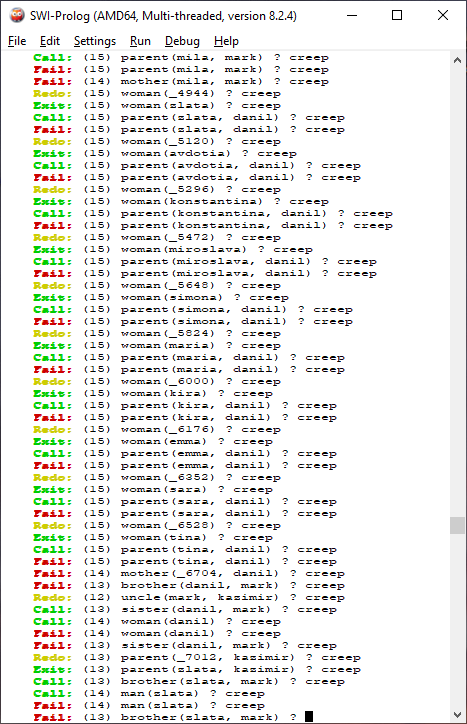 SWI-Prolog (AMD64, Multi-threaded, version 8.2.4)
File Edit Settings Run Debug Help
Call: (15) parent(mila, mark) ? creep
Fail: (15) parent(mila, mark) ? creep
Fail: (14) mother(mila, mark) ? creep
Redo: (15) woman(_4944) ? creep
Exit: (15) woman(zlata) ? creep
Call: (15) parent(zlata, danil) ? creep
Fail: (15) parent(zlata, danil) ? creep
Redo: (15) woman(_5120) ? creep
Exit: (15) woman(avdotia) ? creep
Call: (15) parent(avdotia, danil) ? creep
Fail: (15) parent(avdotia, danil) ? creep
Redo: (15) woman(_5296) ? creep
Exit: (15) woman(konstantina) ? creep
Call: (15) parent(konstantina, danil) ? creep
Fail: (15) parent(konstantina, danil) ? creep
Redo: (15) woman(_5472) ? creep
Exit: (15) woman(miroslava) ? creep
Call: (15) parent(miroslava, danil) ? creep
Fail: (15) parent(miroslava, danil) ? creep
Redo: (15) woman(_5648) ? creep
Exit: (15) woman(simona) ? creep
Call: (15) parent(simona, danil) ? creep
Fail: (15) parent(simona, danil) ? creep
Redo: (15) woman(_5824) ? creep
Exit: (15) woman(maria) ? creep
Call: (15) parent(maria, danil) ? creep
Fail: (15) parent(maria, danil) ? creep
Redo: (15) woman(_6000) ? creep
Exit: (15) woman(kira) ? creep
Call: (15) parent(kira, danil) ? creep
Fail: (15) parent(kira, danil) ? creep
Redo: (15) woman(_6176) ? creep
Exit: (15) woman(emma) ? creep
Call: (15) parent(emma, danil) ? creep
Fail: (15) parent(emma, danil) ? creep
Redo: (15) woman(_6352) ? creep
Exit: (15) woman(sara) ? creep
Call: (15) parent(sara, danil) ? creep
Fail: (15) parent(sara, danil) ? creep
Redo: (15) woman(_6528) ? creep
Exit: (15) woman(tina) ? creep
Call: (15) parent(tina, danil) ? creep
Fail: (15) parent(tina, danil) ? creep
Fail: (14) mother(_6704, danil) ? creep
Fail: (13) brother(danil, mark) ? creep
Redo: (12) uncle(mark, kazimir) ? creep
Call: (13) sister(danil, mark) ? creep
Call: (14) woman(danil) ? creep
Fail: (14) woman(danil) ? creep
Fail: (13) sister(danil, mark) ? creep
Redo: (13) parent(_7012, kazimir) ? creep
Exit: (13) parent(zlata, kazimir) ? creep
Call: (13) brother(zlata, mark) ? creep
Call: (14) man(zlata) ? creep
Fail: (14) man(zlata) ? creep
Fail: (13) brother(zlata, mark) ?